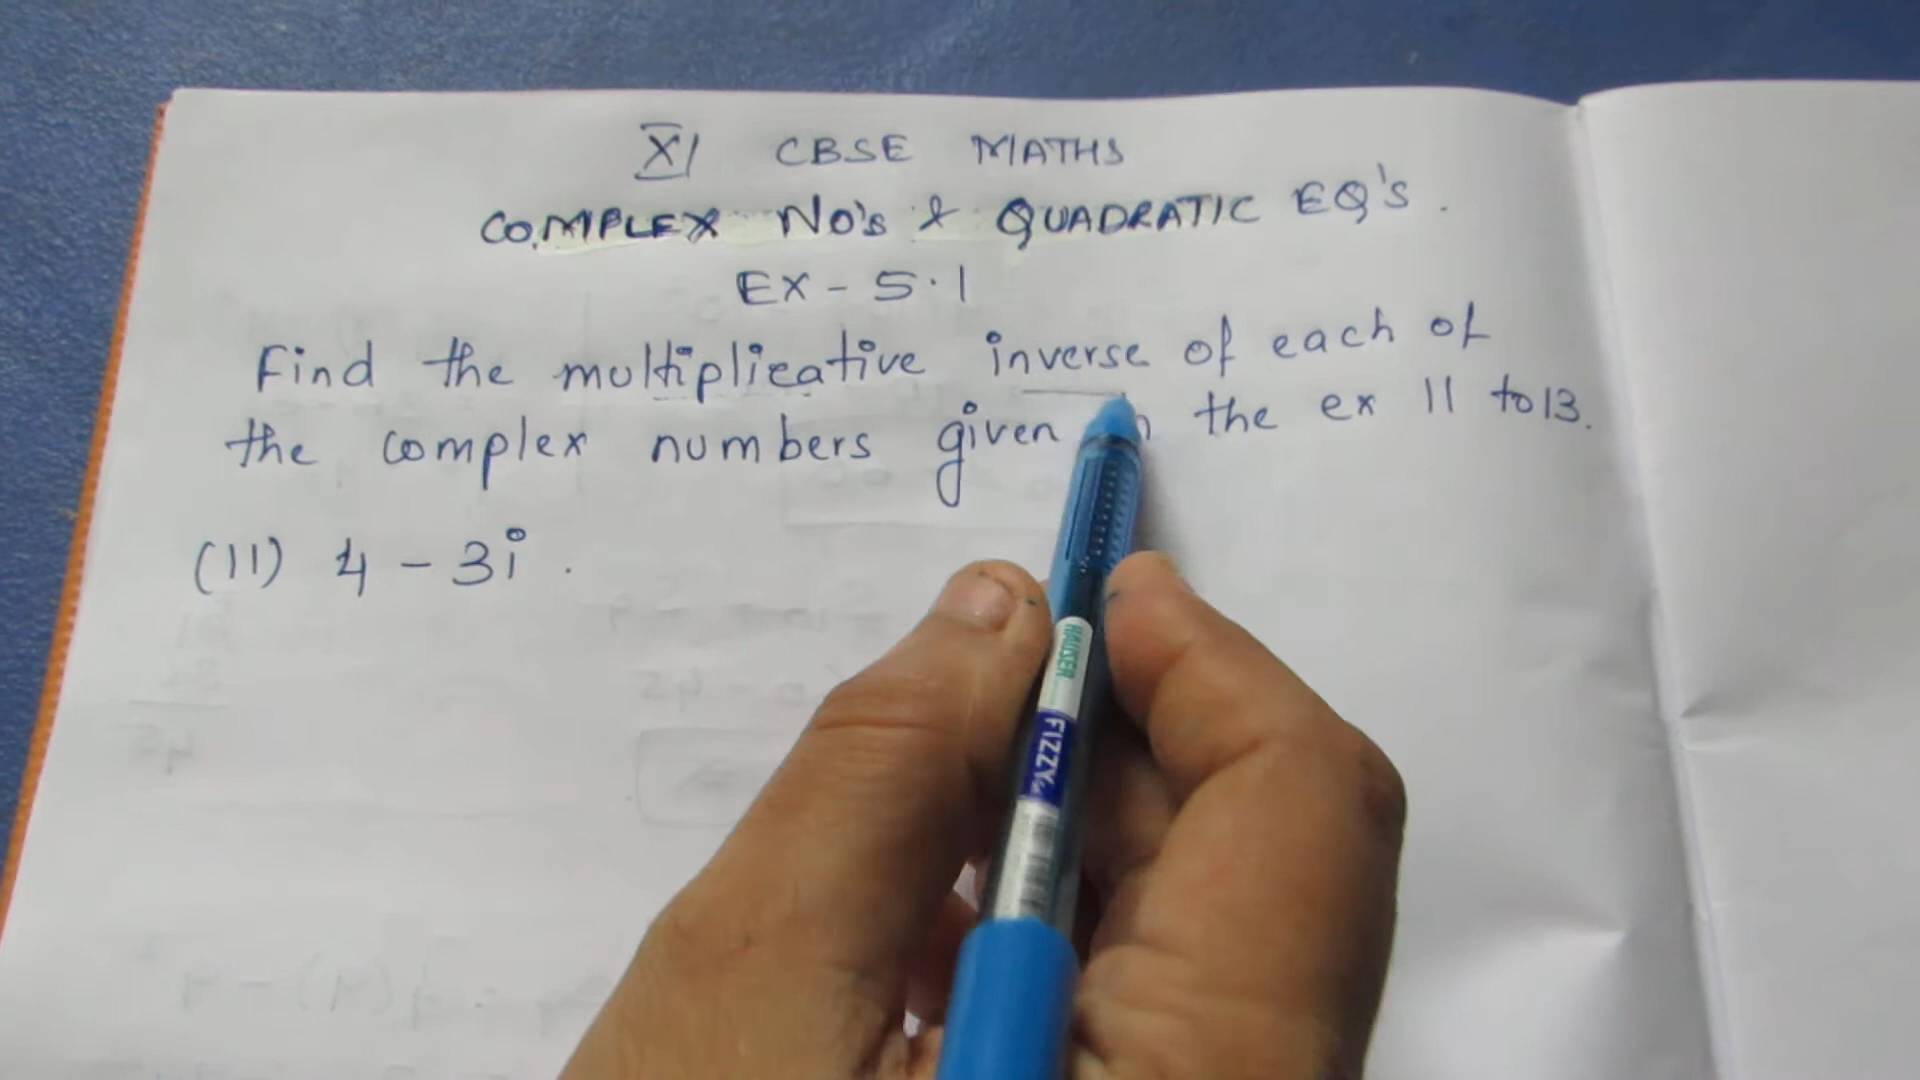 XI CBSE MATHS
COMPLEX NO's & QUADRATIC EQ's.
EX - 5.1
Find the multiplicative inverse of each of
the complex numbers given the ex 11 to 13.
(11) 4 - 3i.
HAUSER
FIZZY